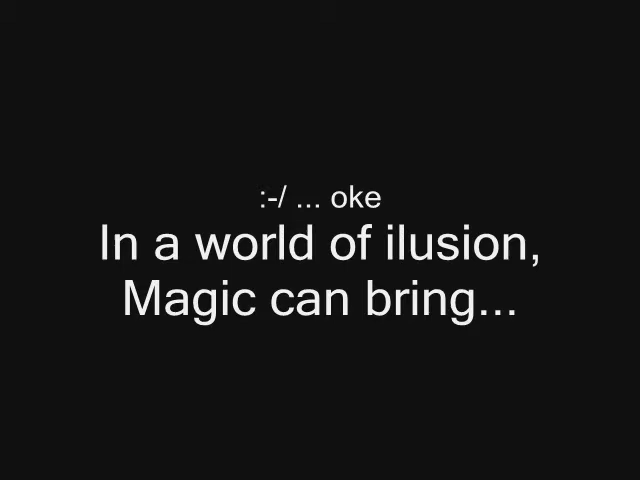 :-/ ... oke
In a world of ilusion,
Magic can bring...